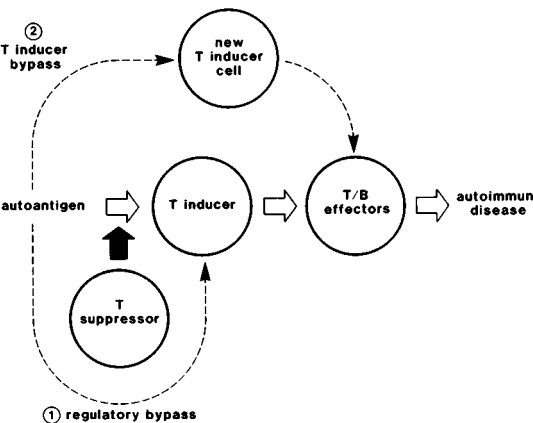 ②
T inducer
bypass
new
T inducer
cell
autoantigen
T inducer
T/B
effectors
autoimmun
disease
T
suppressor
① regulatory bypass